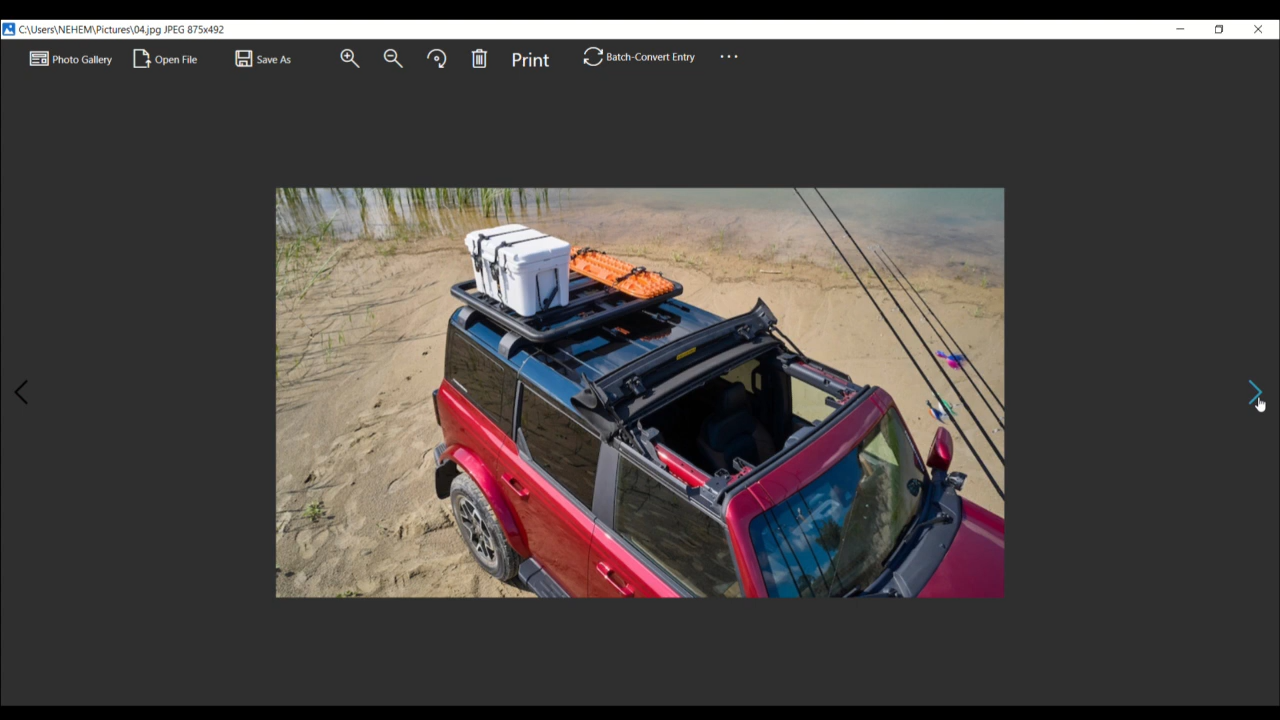 C:\Users\NEHEM\Pictures\04.jpg JPEG 875x492
Photo Gallery Open File Save As Print Batch-Convert Entry ...